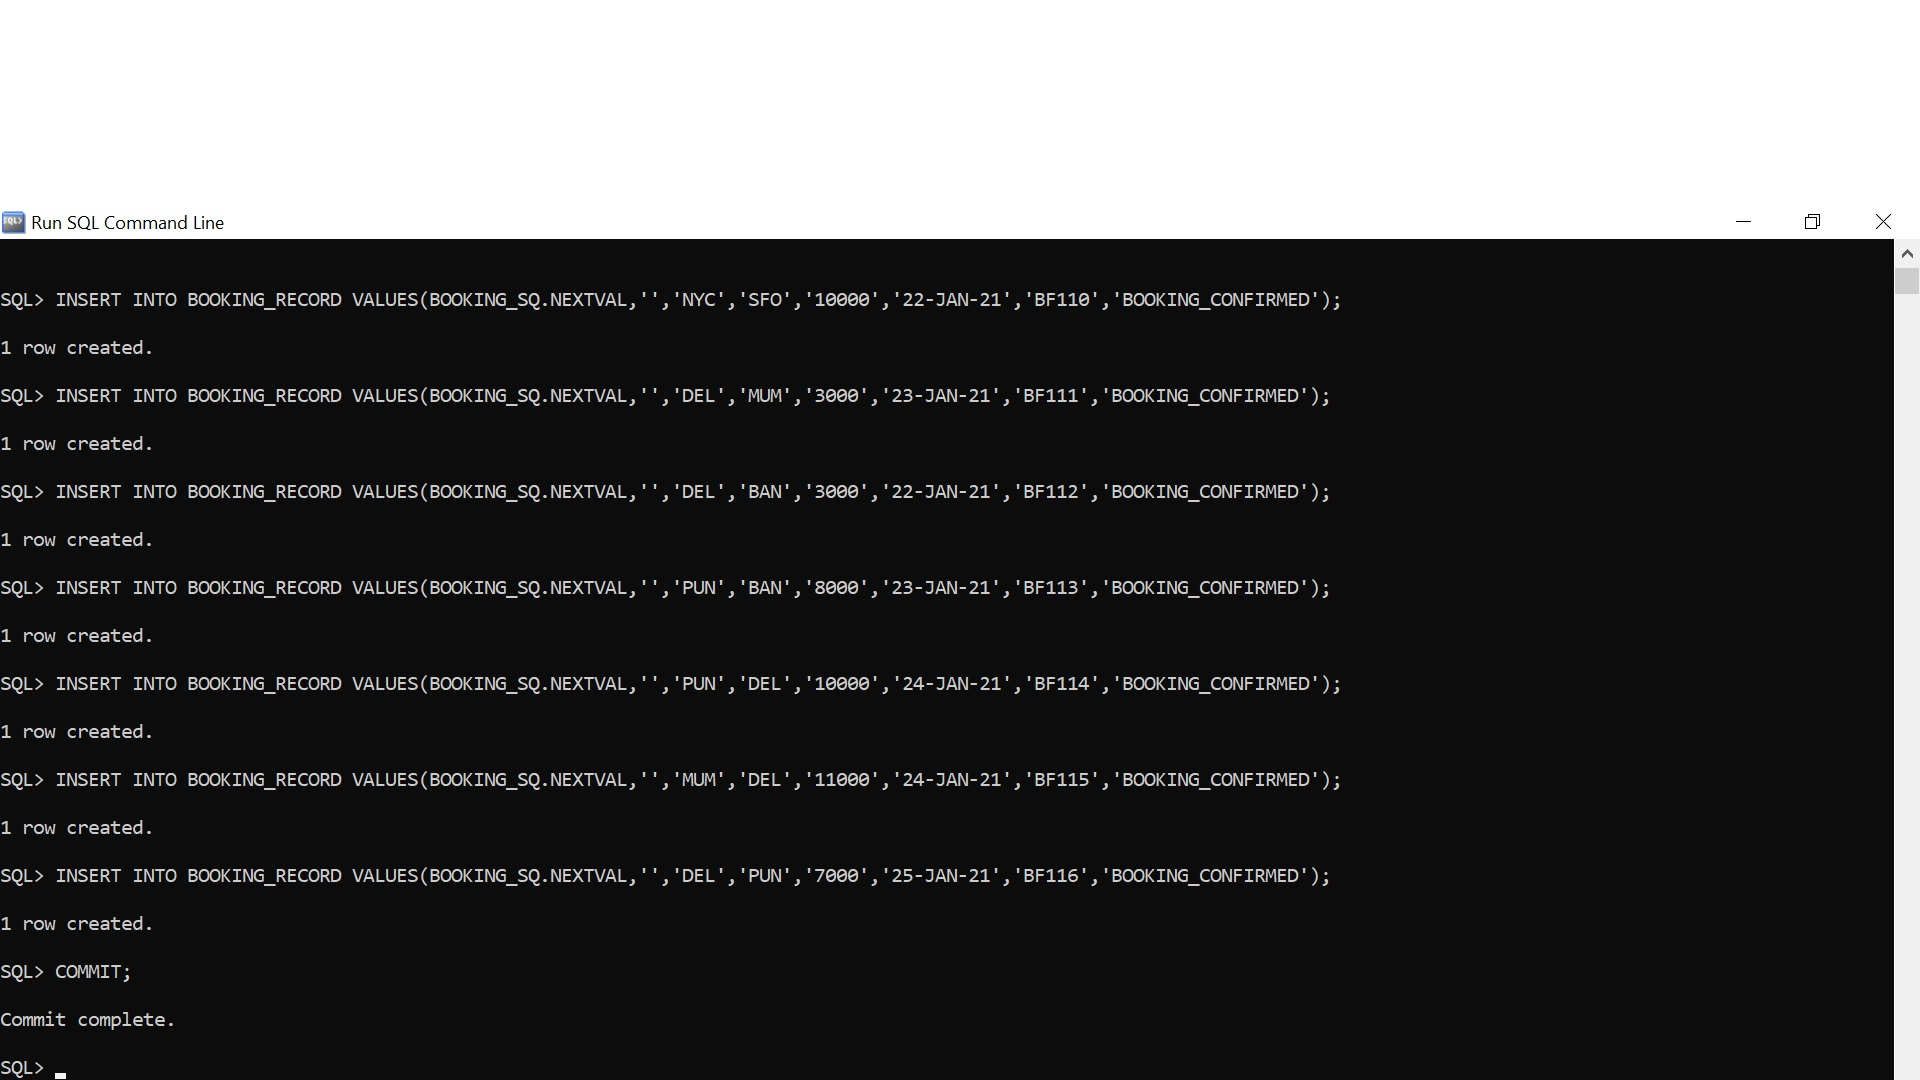 Run SQL Command Line
SQL> INSERT INTO BOOKING_RECORD VALUES(BOOKING_SQ.NEXTVAL,'','NYC','SFO','10000','22-JAN-21','BF110','BOOKING_CONFIRMED');
1 row created.
SQL> INSERT INTO BOOKING_RECORD VALUES(BOOKING_SQ.NEXTVAL,'','DEL','MUM','3000','23-JAN-21','BF111','BOOKING_CONFIRMED');
1 row created.
SQL> INSERT INTO BOOKING_RECORD VALUES(BOOKING_SQ.NEXTVAL,'','DEL','BAN','3000','22-JAN-21','BF112','BOOKING_CONFIRMED');
1 row created.
SQL> INSERT INTO BOOKING_RECORD VALUES(BOOKING_SQ.NEXTVAL,'','PUN','BAN','8000','23-JAN-21','BF113','BOOKING_CONFIRMED');
1 row created.
SQL> INSERT INTO BOOKING_RECORD VALUES(BOOKING_SQ.NEXTVAL,'','PUN','DEL','10000','24-JAN-21','BF114','BOOKING_CONFIRMED');
1 row created.
SQL> INSERT INTO BOOKING_RECORD VALUES(BOOKING_SQ.NEXTVAL,'','MUM','DEL','11000','24-JAN-21','BF115','BOOKING_CONFIRMED');
1 row created.
SQL> INSERT INTO BOOKING_RECORD VALUES(BOOKING_SQ.NEXTVAL,'','DEL','PUN','7000','25-JAN-21','BF116','BOOKING_CONFIRMED');
1 row created.
SQL> COMMIT;
Commit complete.
SQL>